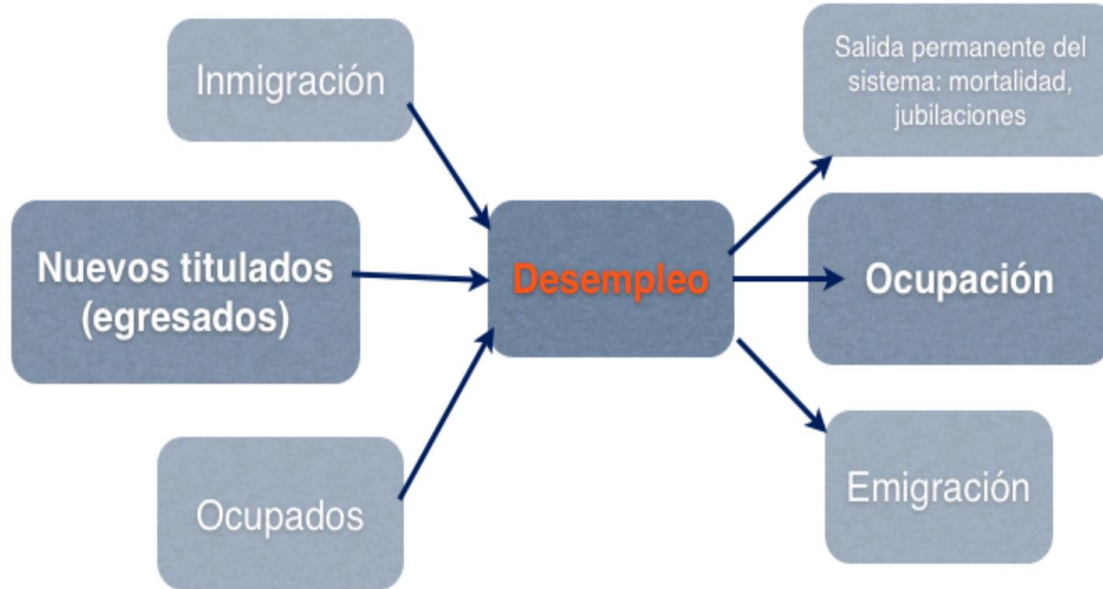 Inmigración
Nuevos titulados
(egresados)
Ocupados
Desempleo
Salida permanente del
sistema: mortalidad,
jubilaciones
Ocupación
Emigración